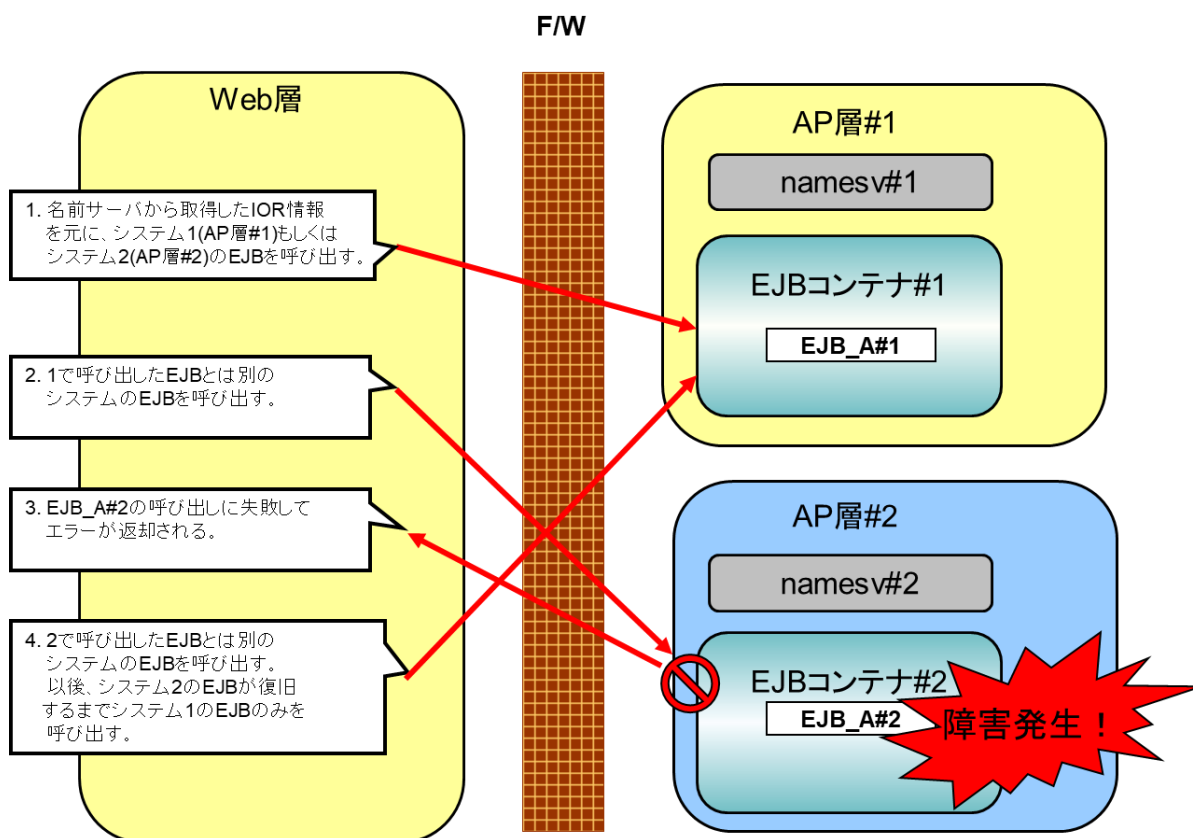 F/W
Web層
1. 名前サーバから取得したIOR情報
を元に、システム1(AP層#1)もしくは
システム2(AP層#2)のEJBを呼び出す。
2. 1で呼び出したEJBとは別の
システムのEJBを呼び出す。
3. EJB_A#2の呼び出しに失敗して
エラーが返却される。
4. 2で呼び出したEJBとは別の
システムのEJBを呼び出す。
以後、システム2のEJBが復旧
するまでシステム1のEJBのみを
呼び出す。
AP層#1
namesv#1
EJBコンテナ#1
EJB_A#1
AP層#2
namesv#2
EJBコンテナ#2
EJB_A#2
障害発生！